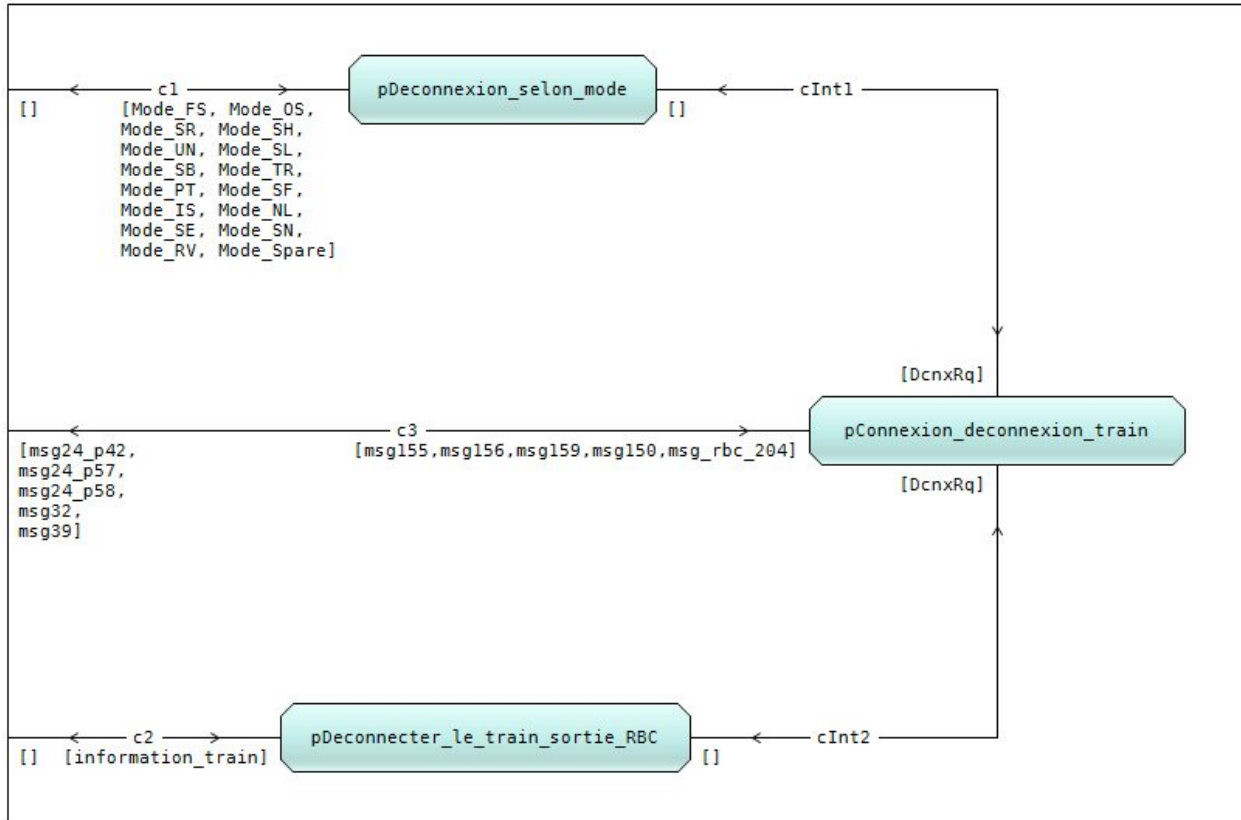 c1
pDeconnexion_selon_mode
cInt1
[]
[Mode_FS, Mode_OS,
Mode_SR, Mode_SH,
Mode_UN, Mode_SL,
Mode_SB, Mode_TR,
Mode_PT, Mode_SF,
Mode_IS, Mode_NL,
Mode_SE, Mode_SN,
Mode_RV, Mode_Spare]
[]
[DcnxRq]
c3
pConnexion_deconnexion_train
[msg24_p42,
msg24_p57,
msg24_p58,
msg32,
msg39]
[msg155,msg156,msg159,msg150,msg_rbc_204]
[DcnxRq]
c2
pDeconnecter_le_train_sortie_RBC
cInt2
[]
[information_train]
[]